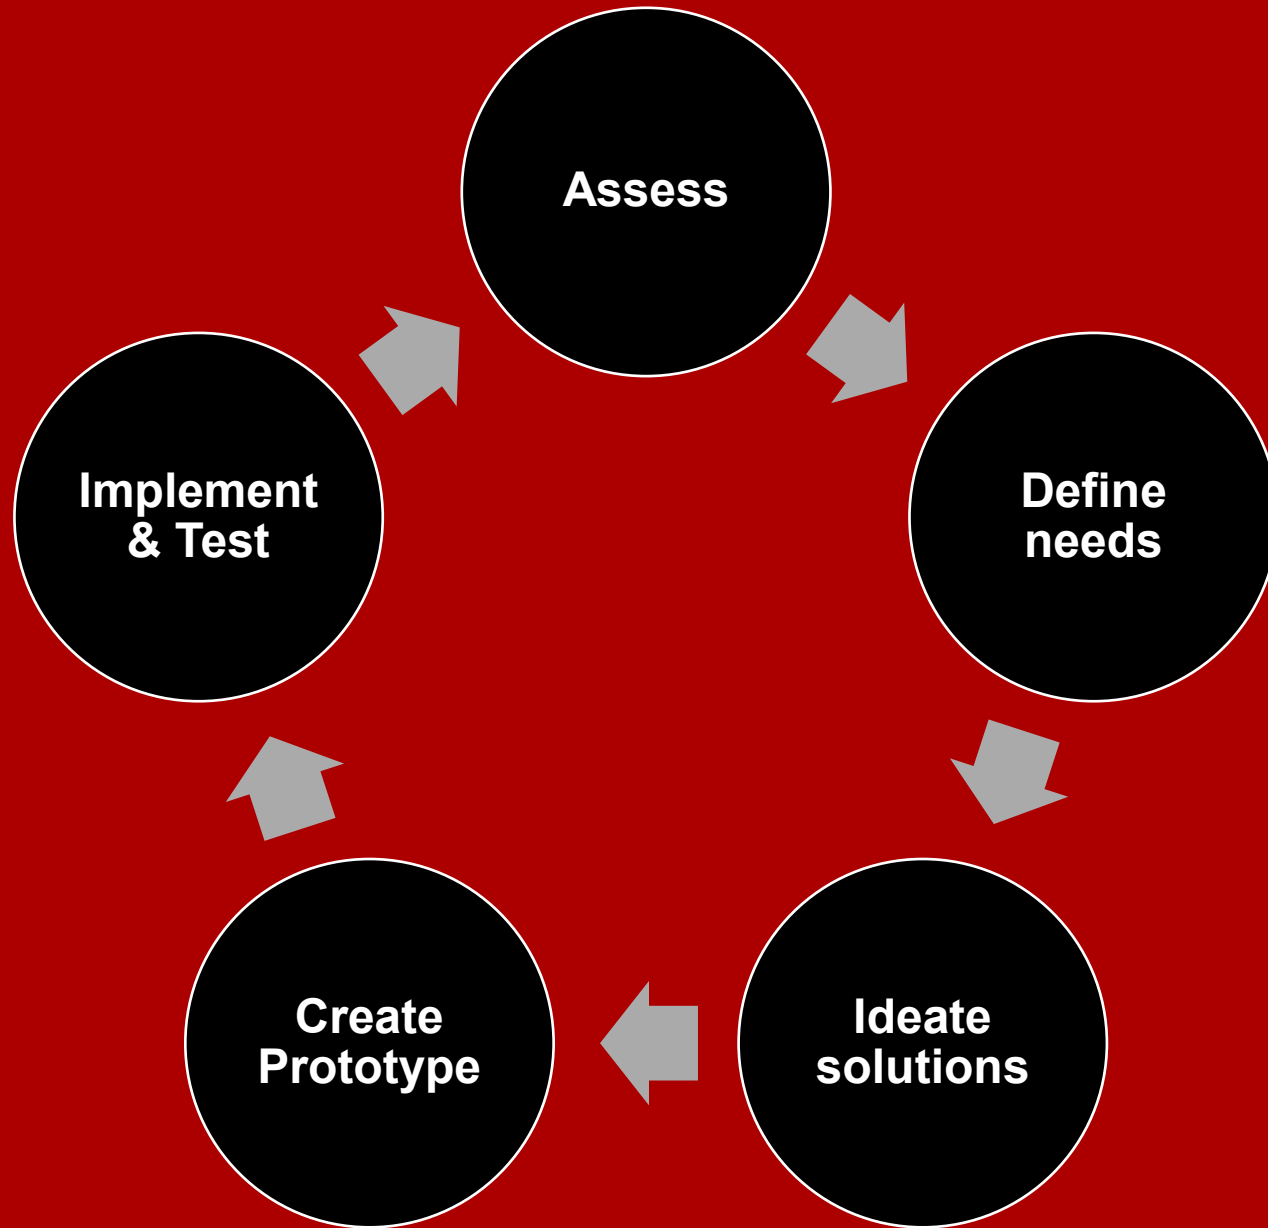 Assess
Define
needs
Ideate
solutions
Create
Prototype
Implement
& Test